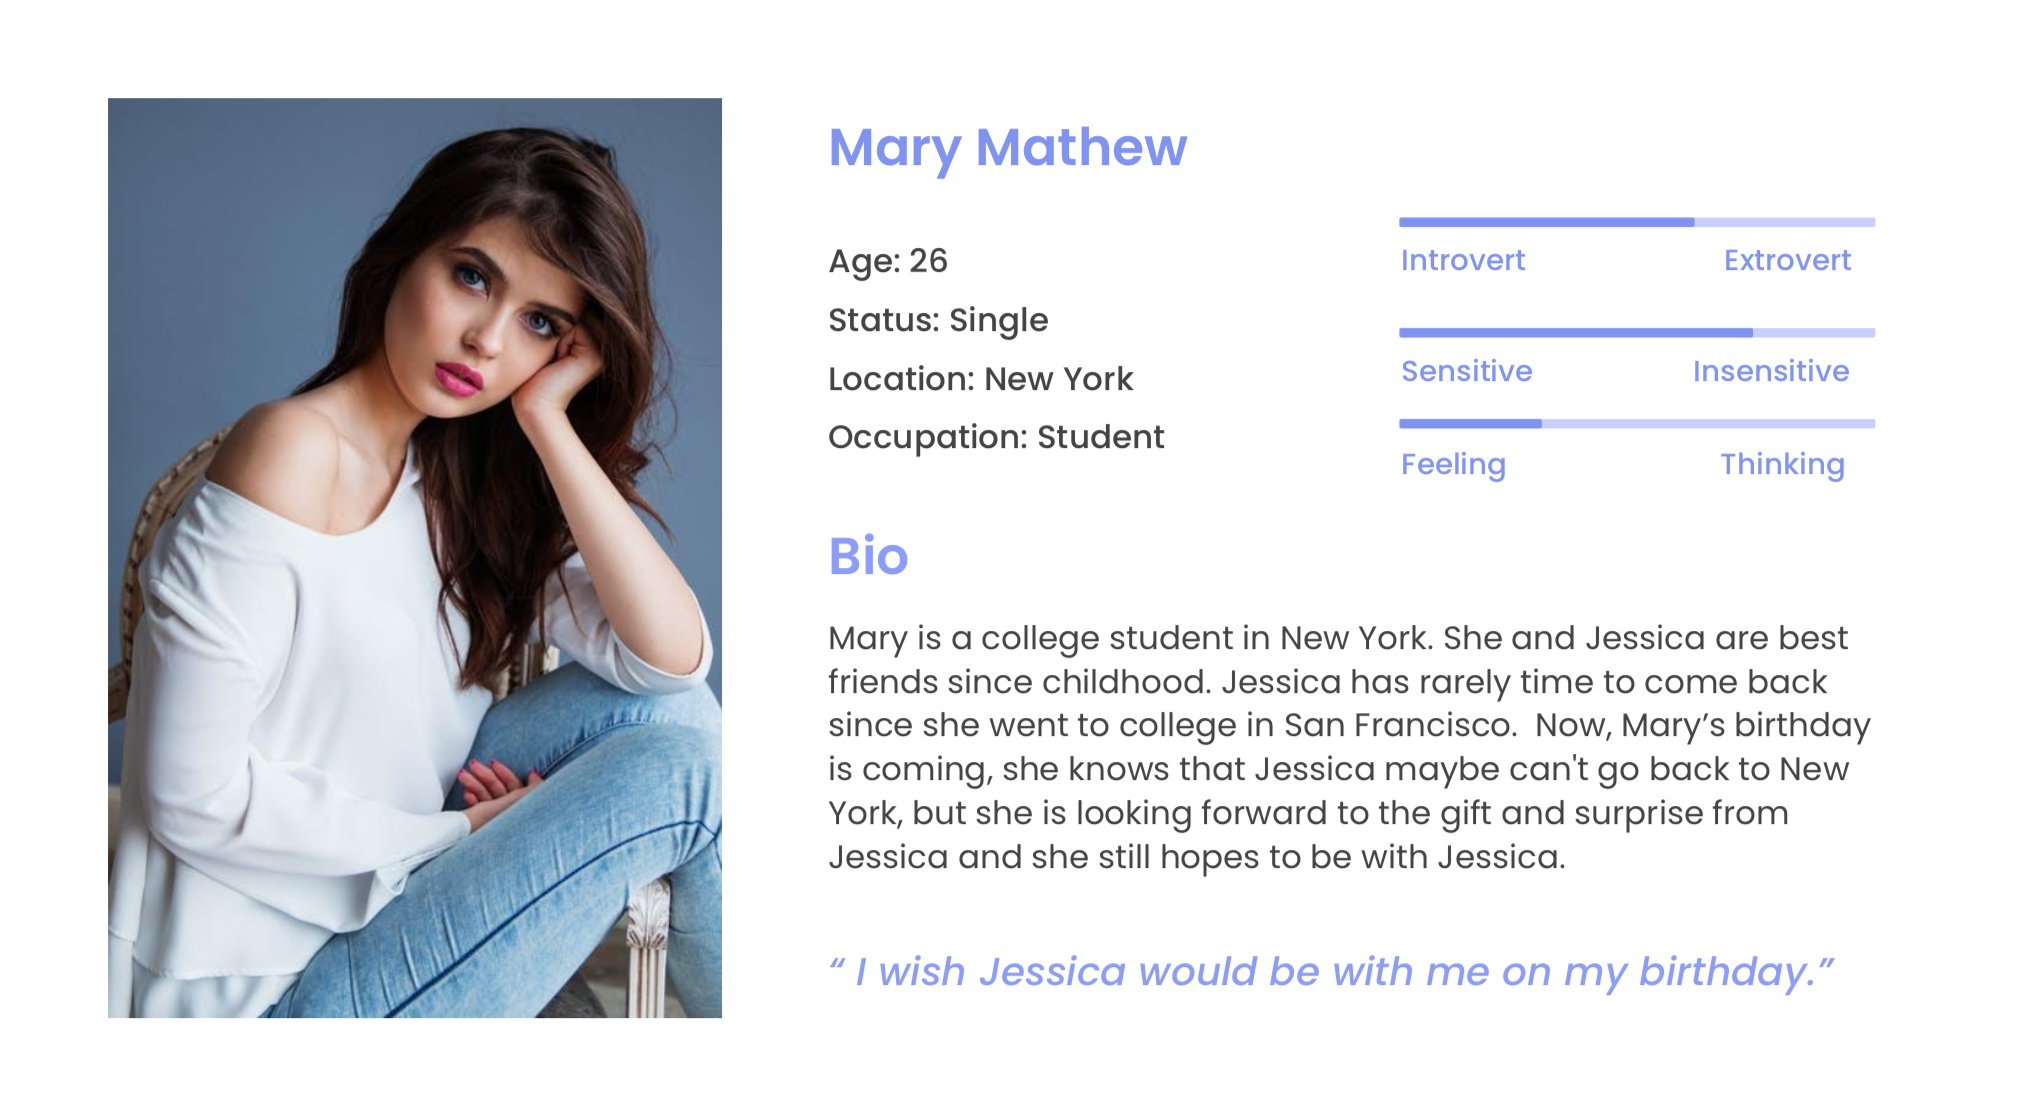 Mary Mathew
Age: 26
Status: Single
Location: New York
Occupation: Student
Introvert Extrovert
Sensitive Insensitive
Feeling Thinking
Bio
Mary is a college student in New York. She and Jessica are best
friends since childhood. Jessica has rarely time to come back
since she went to college in San Francisco.  Now, Mary’s birthday
is coming, she knows that Jessica maybe can't go back to New
York, but she is looking forward to the gift and surprise from
Jessica and she still hopes to be with Jessica.
“ I wish Jessica would be with me on my birthday.”